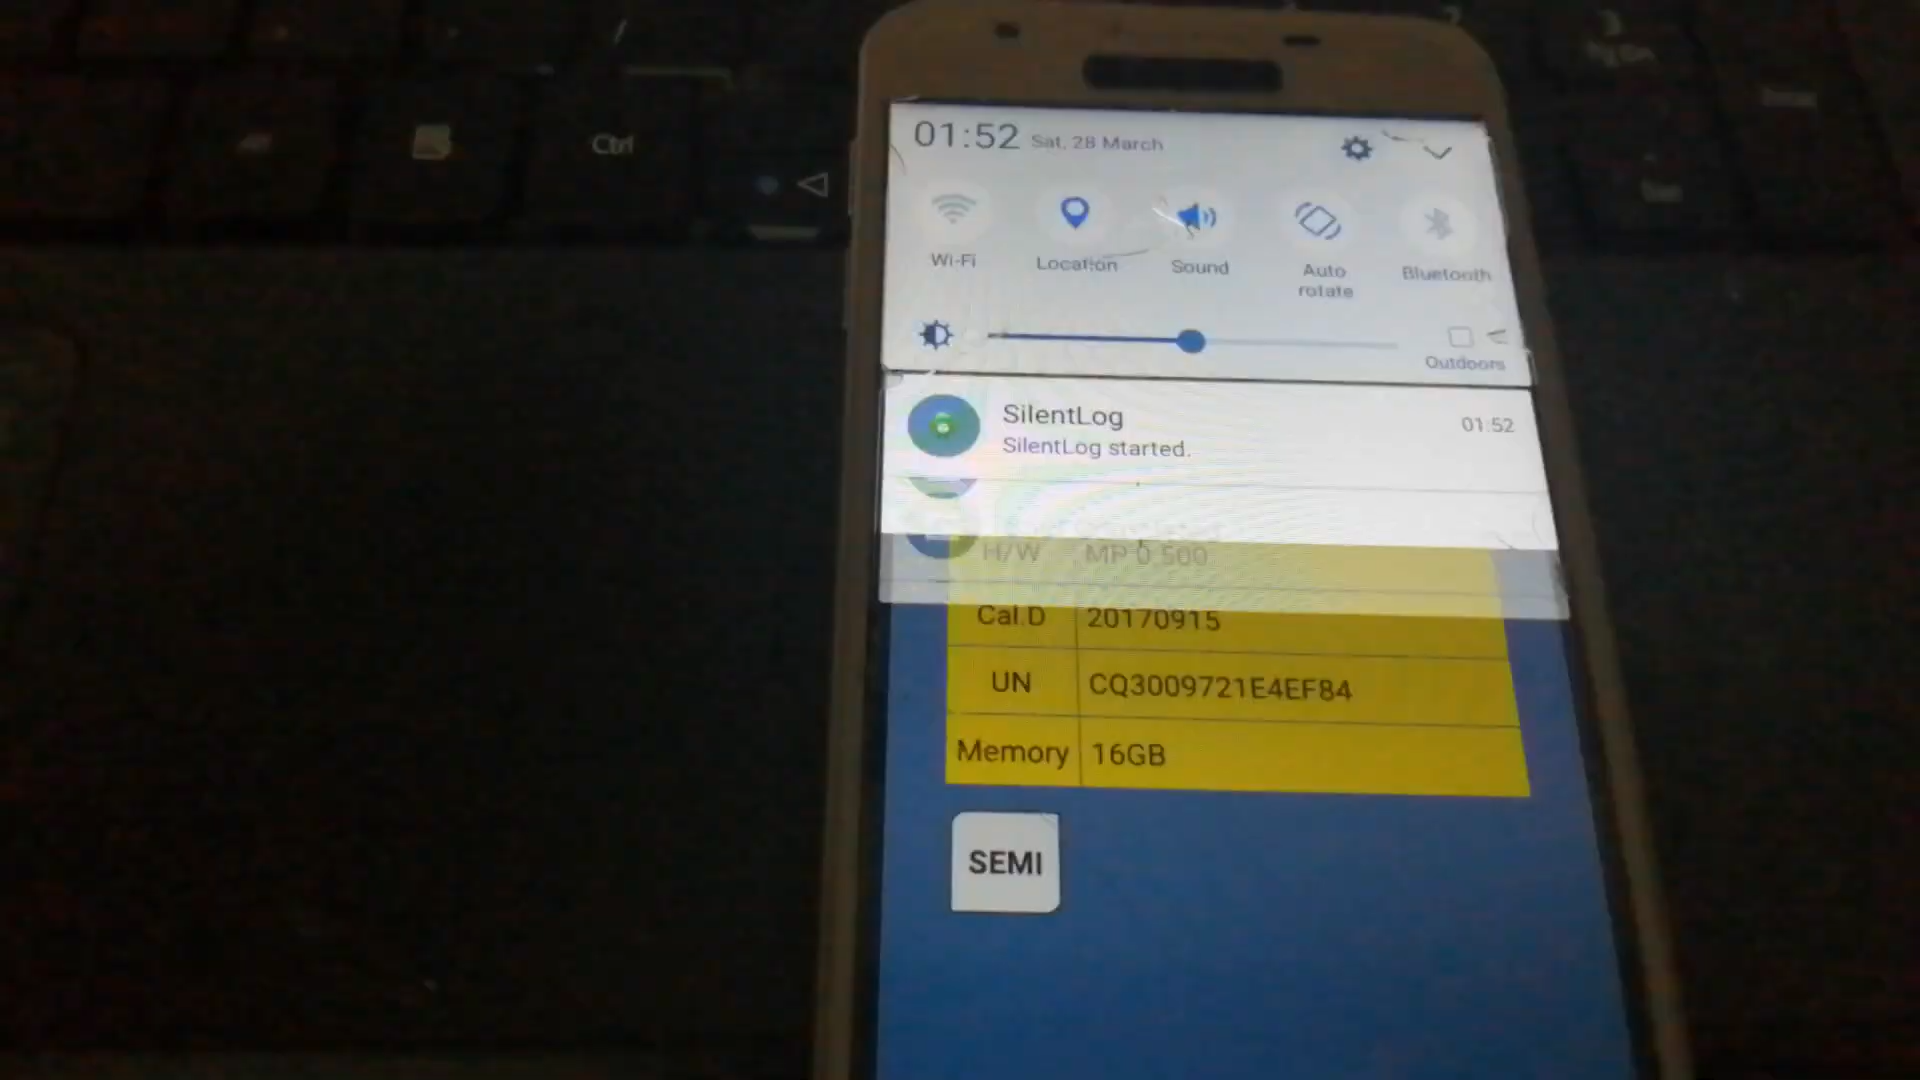 Ctrl
01:52 Sat, 28 March
Wi-Fi
Location
Sound
Auto
rotate
Bluetooth
Outdoors
SilentLog
01:52
SilentLog started.
H/W MP 0.500
Cal.D 20170915
UN CQ3009721E4EF84
Memory 16GB
SEMI